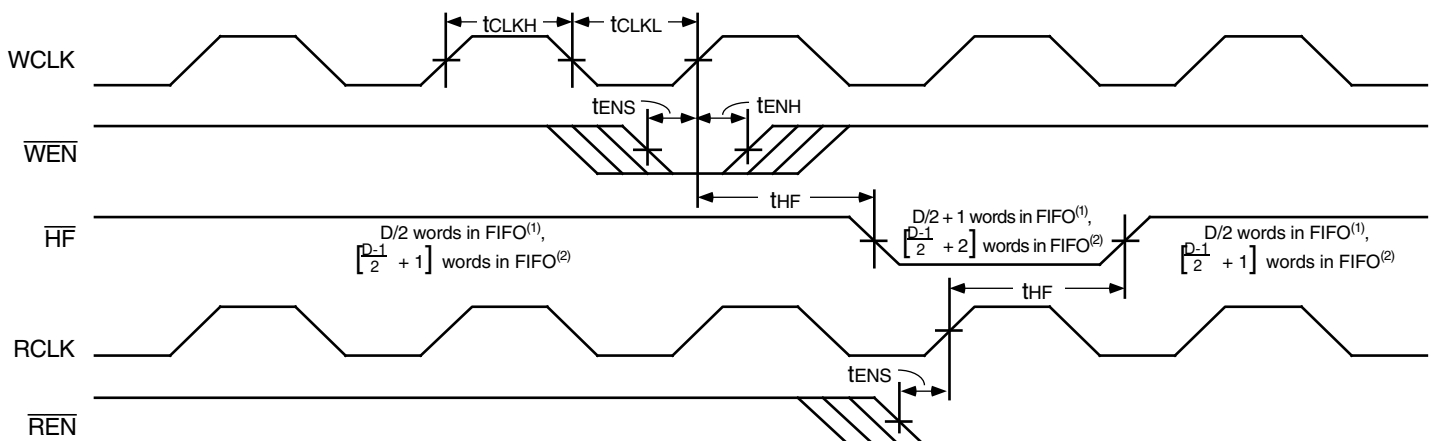 tCLKH
tCLKL
WCLK
tENS
tENH
WEN
tHF
HF
D/2 words in FIFO(1),
[D-1/2 + 1] words in FIFO(2)
D/2 + 1 words in FIFO(1),
[D-1/2 + 2] words in FIFO(2)
D/2 words in FIFO(1),
[D-1/2 + 1] words in FIFO(2)
tHF
RCLK
tENS
REN